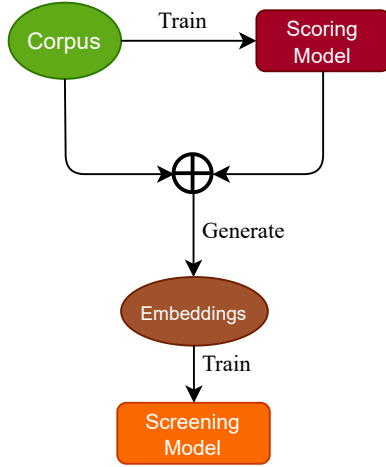 Train
Corpus
Scoring
Model
Generate
Embeddings
Train
Screening
Model